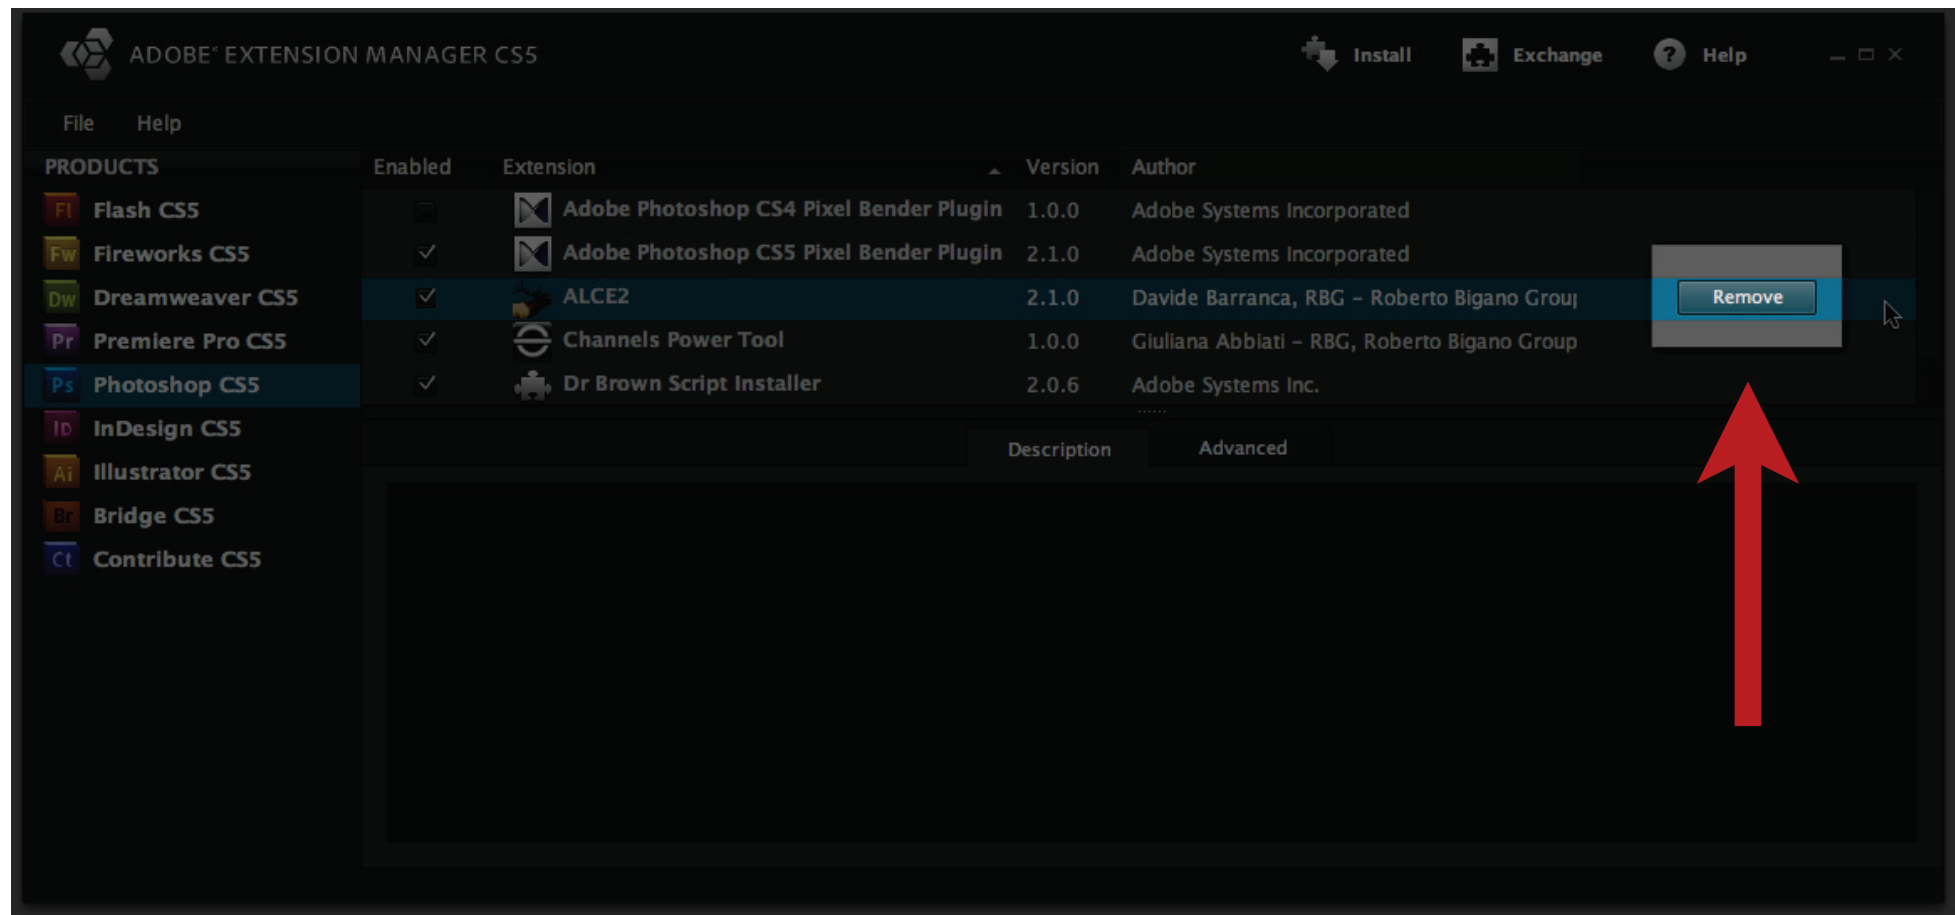 ADOBE® EXTENSION MANAGER CS5
Install
Exchange
? Help
File Help
PRODUCTS
Enabled Extension Version Author
Fl Flash CS5
Adobe Photoshop CS4 Pixel Bender Plugin 1.0.0 Adobe Systems Incorporated
Fw Fireworks CS5
Adobe Photoshop CS5 Pixel Bender Plugin 2.1.0 Adobe Systems Incorporated
Dw Dreamweaver CS5
ALCE2 2.1.0 Davide Barranca, RBG – Roberto Bigano Grou
Remove
Pr Premiere Pro CS5
Channels Power Tool 1.0.0 Giuliana Abbiati – RBG, Roberto Bigano Group
Ps Photoshop CS5
Dr Brown Script Installer 2.0.6 Adobe Systems Inc.
ID InDesign CS5
Description Advanced
Ai Illustrator CS5
Br Bridge CS5
Ct Contribute CS5